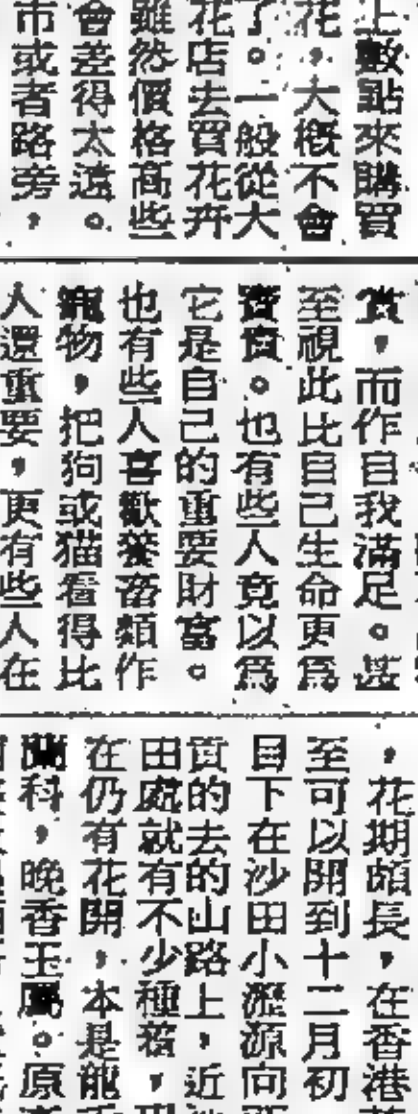 上數點來購買
花，大概不會
了。一般從大
花店去買花卉
雖然價格高些
會差得太遠。
市或者路旁，
賞，而作自我滿足。甚
至視此比自己生命更爲
寶貴。也有些人竟以爲
它是自己的重要財富。
也有些人喜歡養畜類作
寵物，把狗或貓看得比
人還重要，更有些人在
，花期頗長，在香港
至可以開到十二月初
目下在沙田小瀝源向
質的去的山路上，近
田處就有不少種着，
在仍有花開，本是龍
蘭科，晚香玉屬。原